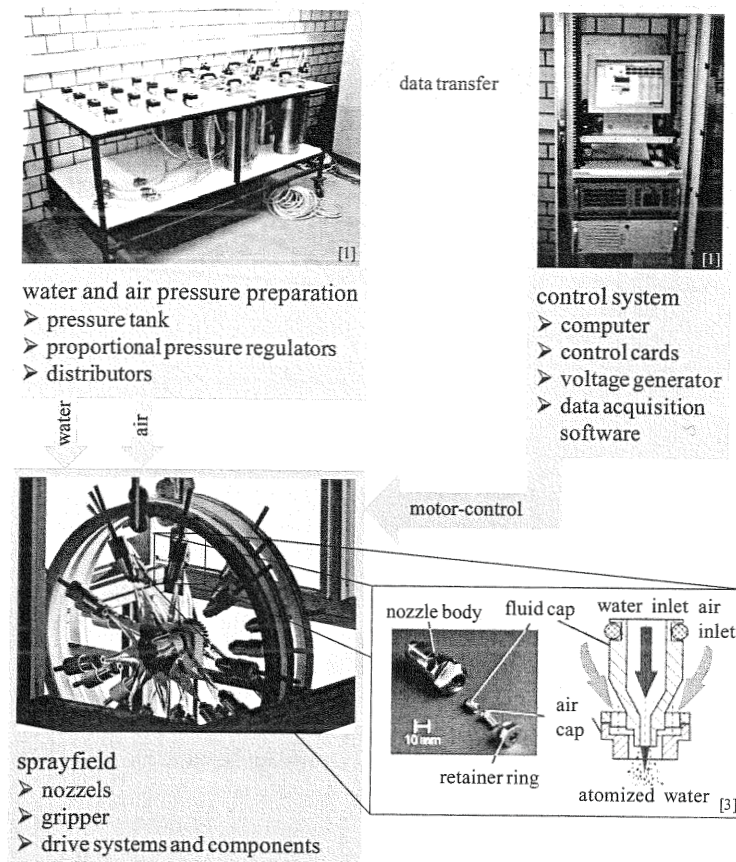 data transfer
[1]
[1]
water and air pressure preparation
➤ pressure tank
➤ proportional pressure regulators
➤ distributors
control system
➤ computer
➤ control cards
➤ voltage generator
➤ data acquisition
software
water
air
motor-control
nozzle body
fluid cap
water inlet air
inlet
10 mm
air
cap
retainer ring
atomized water
[3]
sprayfield
➤ nozzels
➤ gripper
➤ drive systems and components